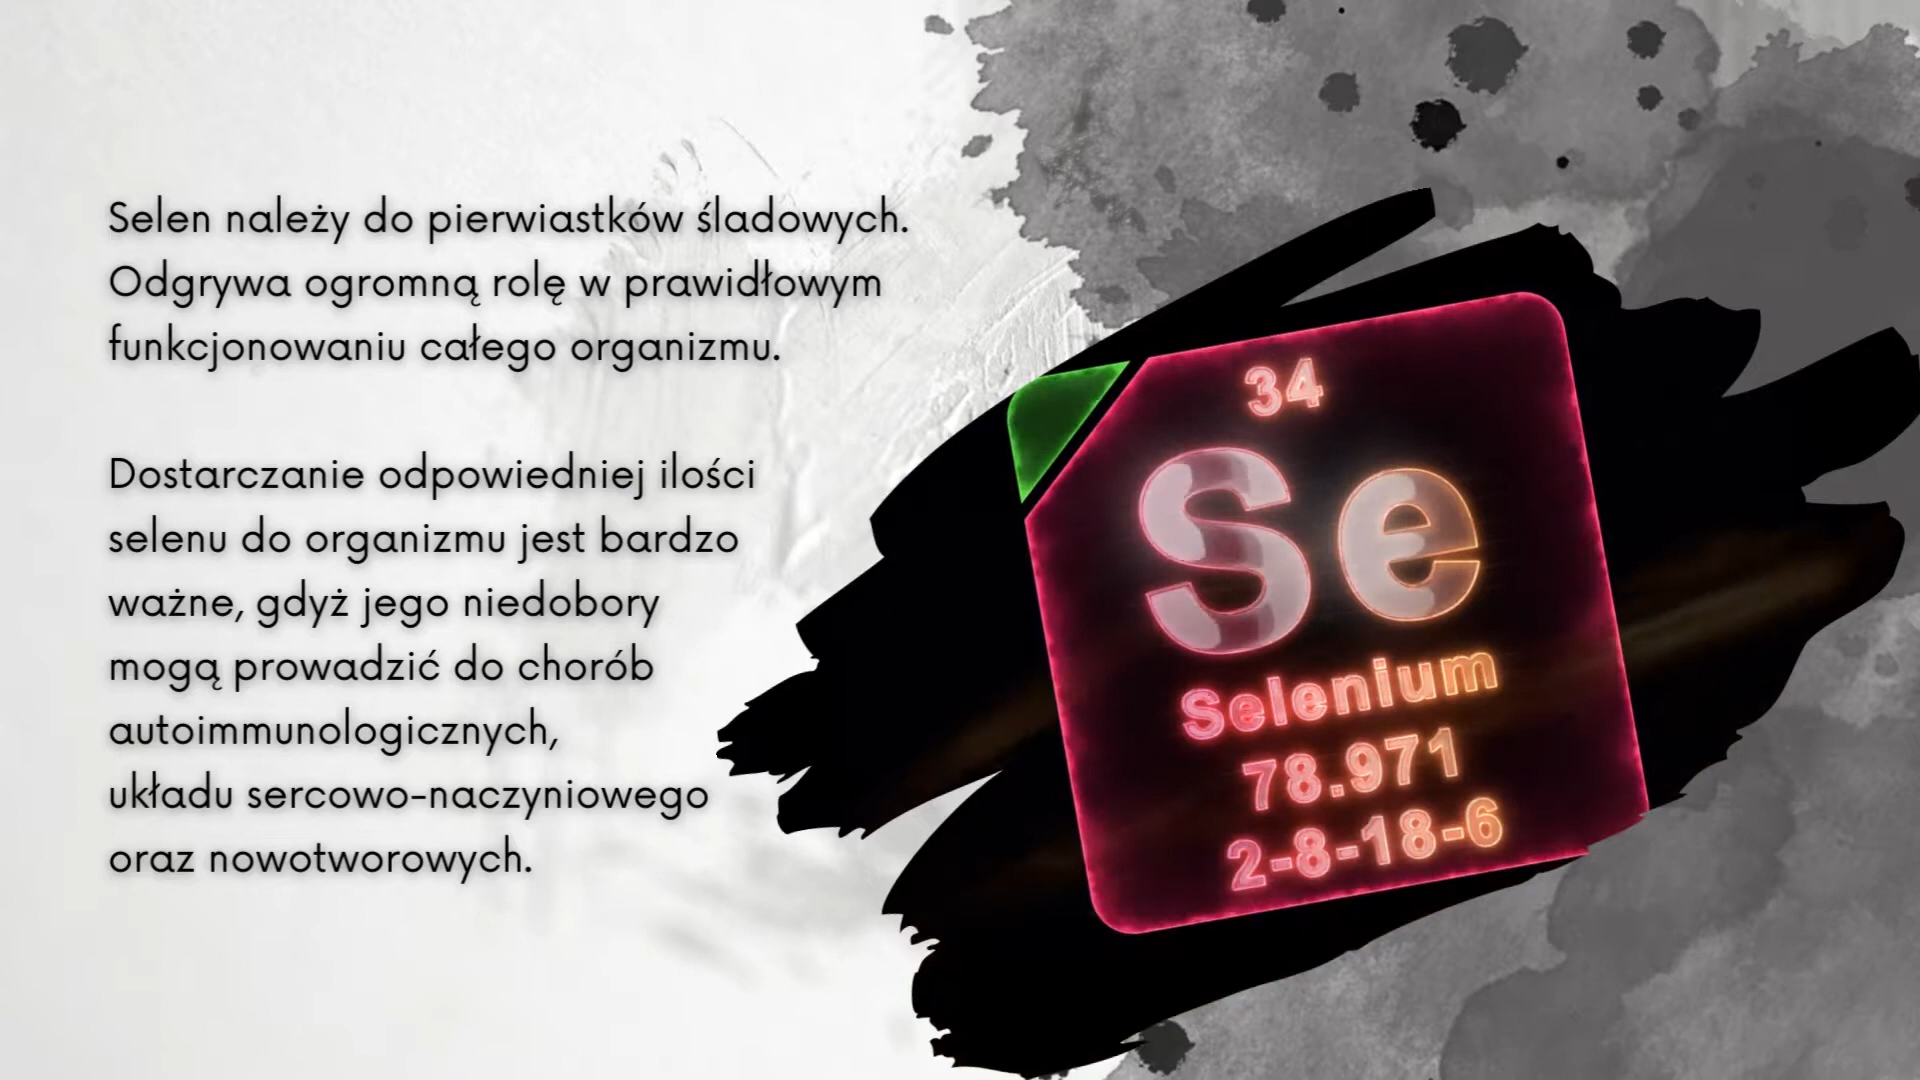 Selen należy do pierwiastków śladowych.
Odgrywa ogromną rolę w prawidłowym
funkcjonowaniu całego organizmu.
Dostarczanie odpowiedniej ilości
selenu do organizmu jest bardzo
ważne, gdyż jego niedobory
mogą prowadzić do chorób
autoimmunologicznych,
układu sercowo-naczyniowego
oraz nowotworowych.
34
Se
Selenium
78.971
2-8-18-6